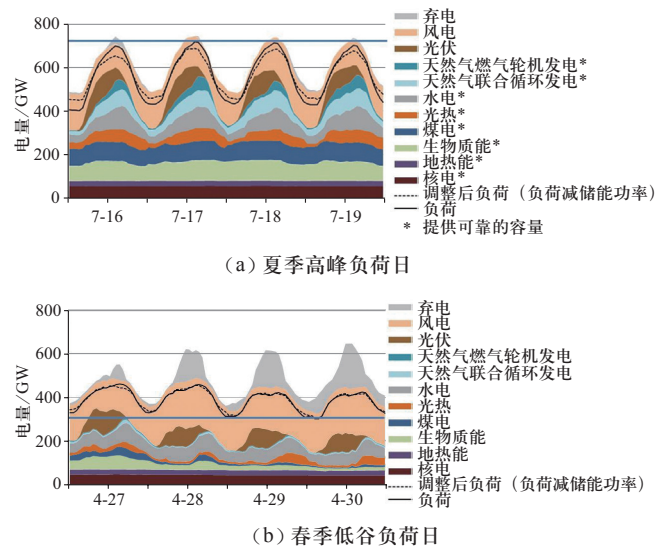 800
600
400
200
0
电量/GW
7-16
7-17
7-18
7-19
弃电
风电
光伏
天然气燃气轮机发电*
天然气联合循环发电*
水电*
光热*
煤电*
生物质能*
地热能*
核电*
调整后负荷（负荷减储能功率）
负荷
* 提供可靠的容量
（a）夏季高峰负荷日
800
600
400
200
0
电量/GW
4-27
4-28
4-29
4-30
弃电
风电
光伏
天然气燃气轮机发电
天然气联合循环发电
水电
光热
煤电
生物质能
地热能
核电
调整后负荷（负荷减储能功率）
负荷
（b）春季低谷负荷日